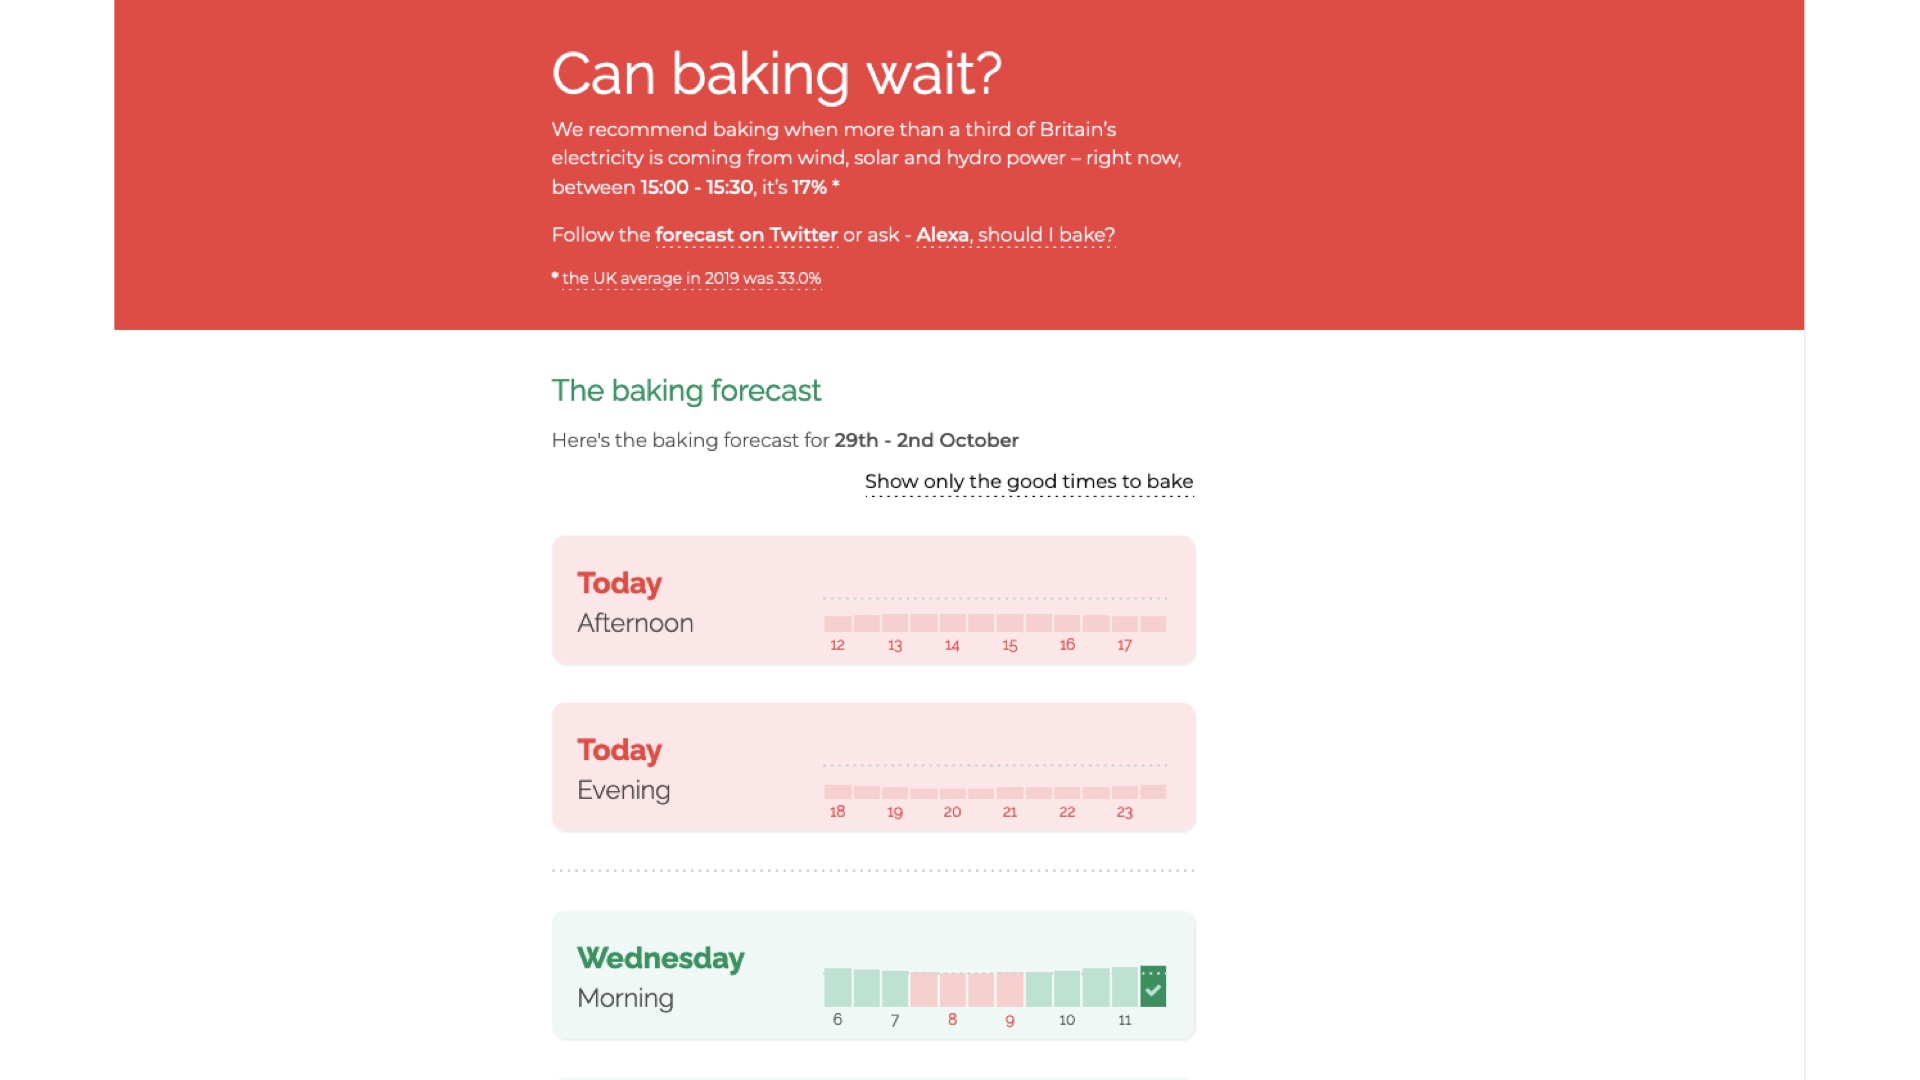 Can baking wait?
We recommend baking when more than a third of Britain's
electricity is coming from wind, solar and hydro power – right now,
between 15:00 - 15:30, it's 17% *
Follow the forecast on Twitter or ask - Alexa, should I bake?
* the UK average in 2019 was 33.0%
The baking forecast
Here's the baking forecast for 29th - 2nd October
Show only the good times to bake
Today
Afternoon
12 13 14 15 16 17
Today
Evening
18 19 20 21 22 23
Wednesday
Morning
6 7 8 9 10 11